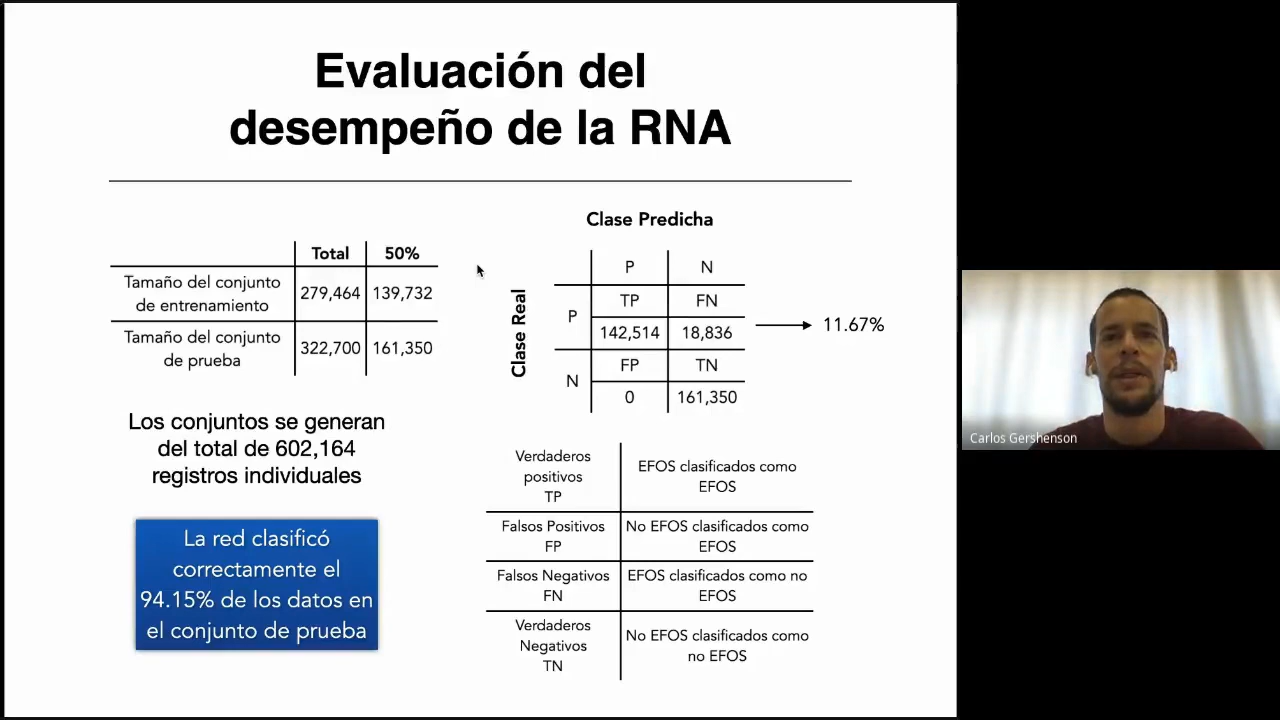 Evaluación del
desempeño de la RNA
Total 50%
Tamaño del conjunto
de entrenamiento
279,464 139,732
Tamaño del conjunto
de prueba
322,700 161,350
Los conjuntos se generan
del total de 602,164
registros individuales
La red clasificó
correctamente el
94.15% de los datos en
el conjunto de prueba
Clase Predicha
Clase Real
P N
P
TP FN
142,514 18,836
11.67%
N
FP TN
0 161,350
Verdaderos
positivos
TP
EFOS clasificados como
EFOS
Falsos Positivos
FP
No EFOS clasificados como
EFOS
Falsos Negativos
FN
EFOS clasificados como no
EFOS
Verdaderos
Negativos
TN
No EFOS clasificados como
no EFOS
Carlos Gershenson